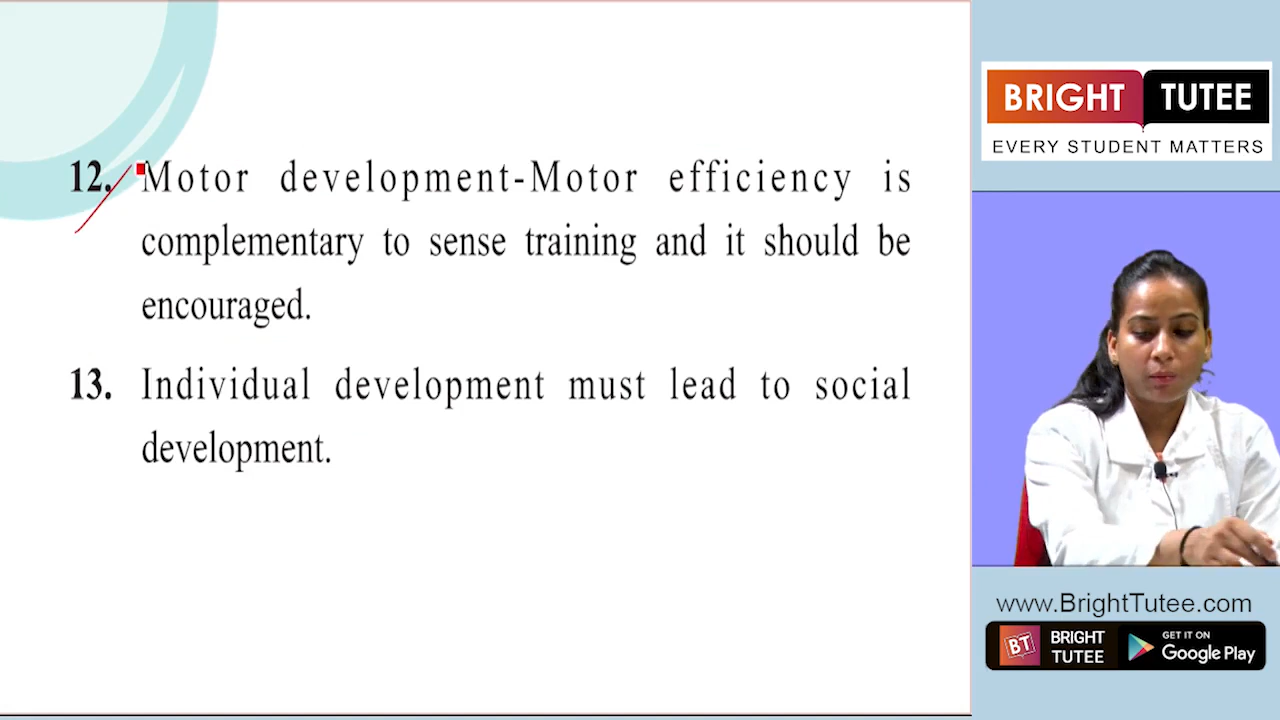 12. Motor development-Motor efficiency is
complementary to sense training and it should be
encouraged.
13. Individual development must lead to social
development.
BRIGHT TUTEE
EVERY STUDENT MATTERS
www.BrightTutee.com
BT BRIGHT TUTEE
GET IT ON
Google Play